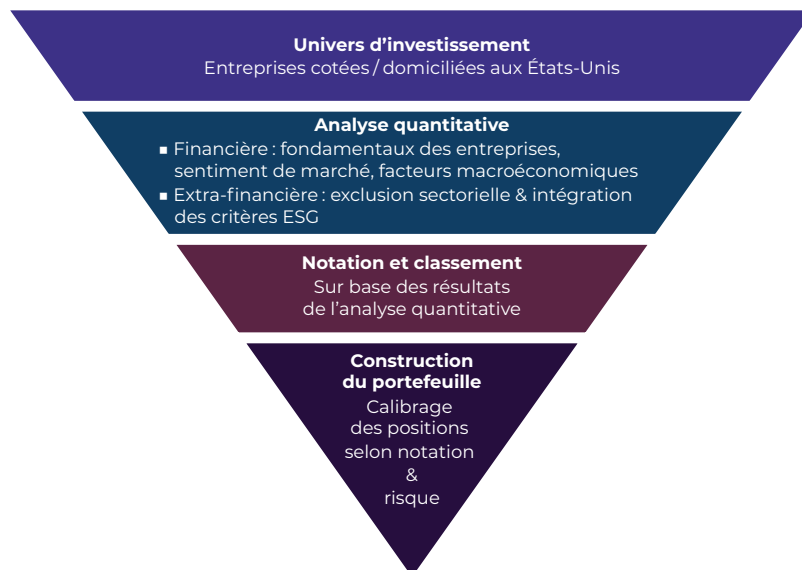 Univers d’investissement
Entreprises cotées / domiciliées aux États-Unis
Analyse quantitative
▪ Financière : fondamentaux des entreprises,
sentiment de marché, facteurs macroéconomiques
▪ Extra-financière : exclusion sectorielle & intégration
des critères ESG
Notation et classement
Sur base des résultats
de l’analyse quantitative
Construction
du portefeuille
Calibrage
des positions
selon notation
&
risque